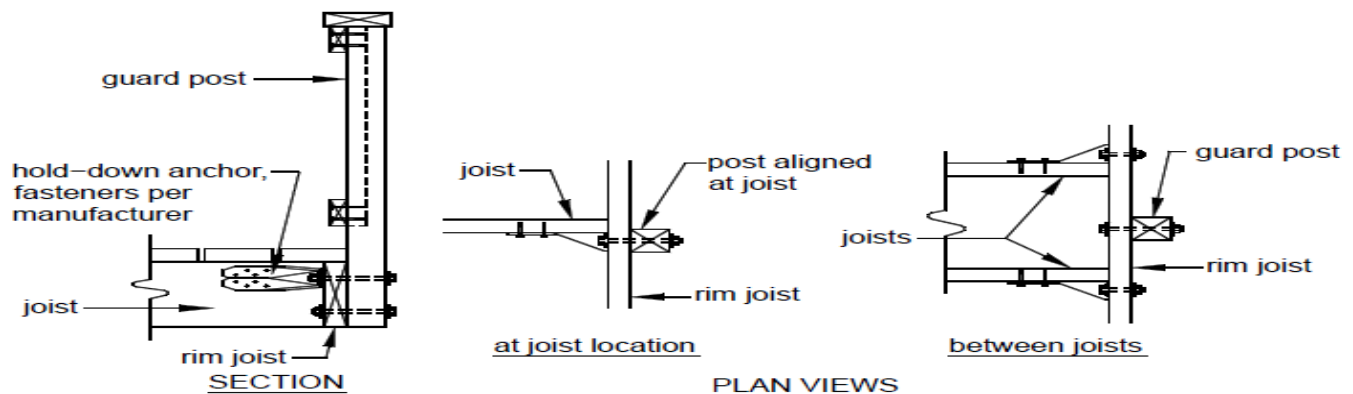 guard post
hold-down anchor,
fasteners per
manufacturer
joist
rim joist
SECTION
joist
post aligned
at joist
rim joist
at joist location
guard post
joists
rim joist
between joists
PLAN VIEWS